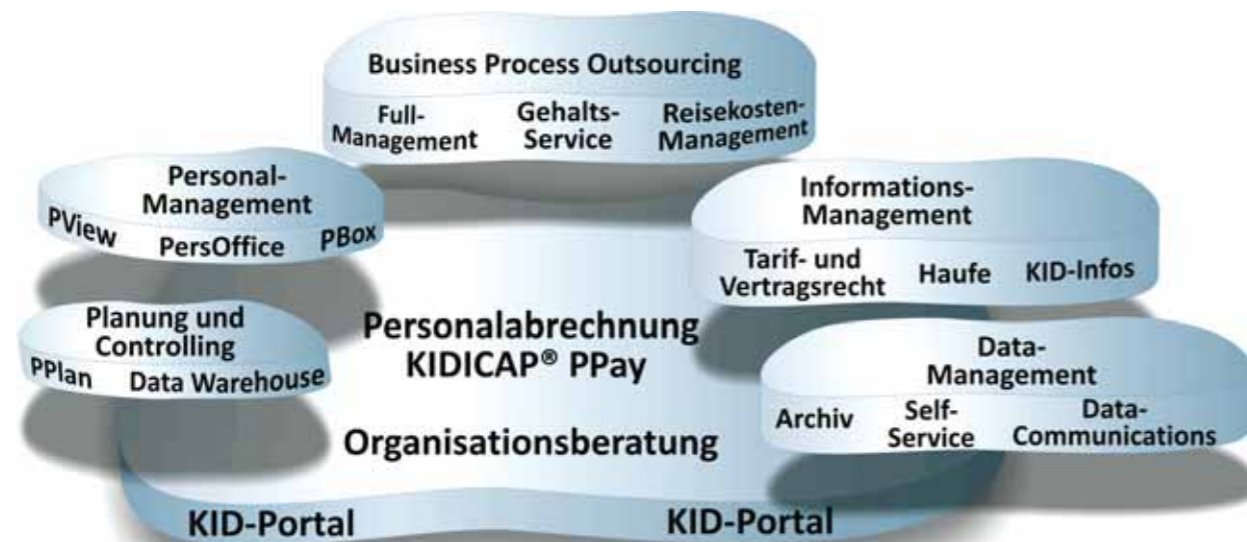 Business Process Outsourcing
Full-
Management
Gehalts-
Service
Reisekosten-
Management
Personal-
Management
PView
PersOffice
PBox
Informations-
Management
Tarif- und
Vertragsrecht
Haufe
KID-Infos
Planung und
Controlling
PPlan
Data Warehouse
Personalabrechnung
KIDICAP® PPay
Organisationsberatung
Data-
Management
Archiv
Self-
Service
Data-
Communications
KID-Portal
KID-Portal